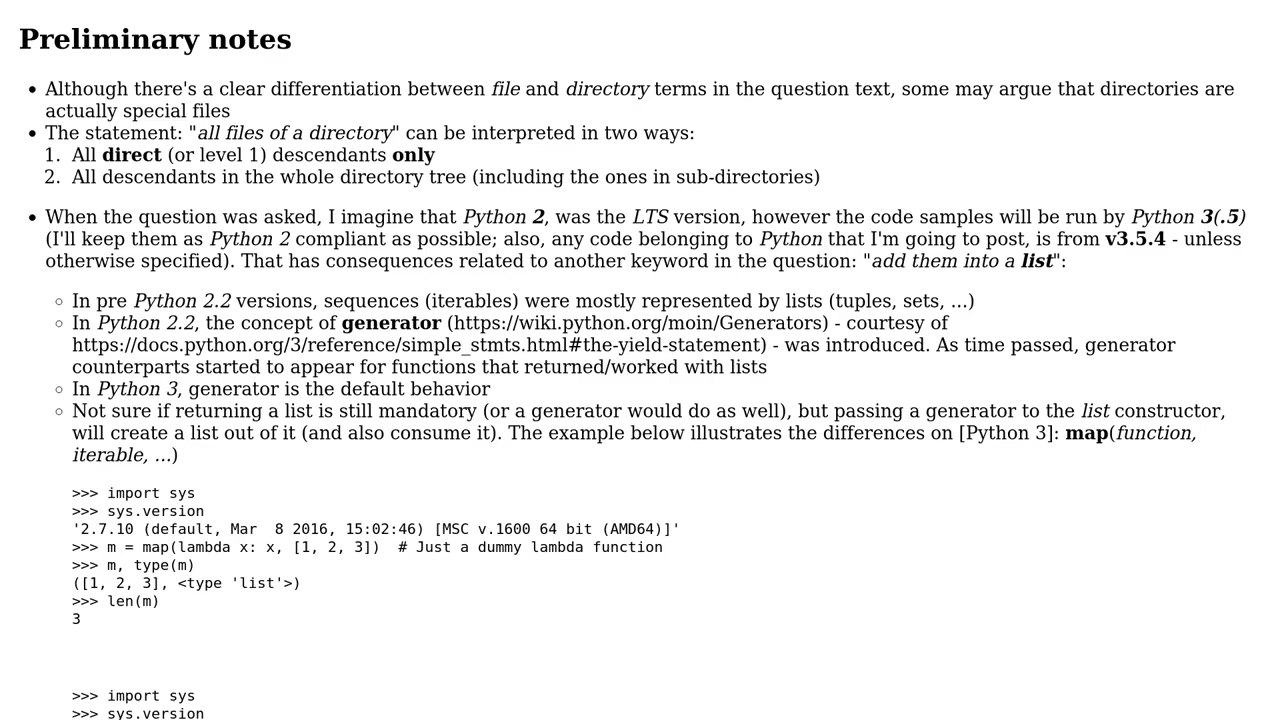 Preliminary notes
• Although there's a clear differentiation between file and directory terms in the question text, some may argue that directories are
actually special files
• The statement: "all files of a directory" can be interpreted in two ways:
1. All direct (or level 1) descendants only
2. All descendants in the whole directory tree (including the ones in sub-directories)
• When the question was asked, I imagine that Python 2, was the LTS version, however the code samples will be run by Python 3(.5)
(I'll keep them as Python 2 compliant as possible; also, any code belonging to Python that I'm going to post, is from v3.5.4 - unless
otherwise specified). That has consequences related to another keyword in the question: "add them into a list":
◦ In pre Python 2.2 versions, sequences (iterables) were mostly represented by lists (tuples, sets, ...)
◦ In Python 2.2, the concept of generator (https://wiki.python.org/moin/Generators) - courtesy of
https://docs.python.org/3/reference/simple_stmts.html#the-yield-statement) - was introduced. As time passed, generator
counterparts started to appear for functions that returned/worked with lists
◦ In Python 3, generator is the default behavior
◦ Not sure if returning a list is still mandatory (or a generator would do as well), but passing a generator to the list constructor,
will create a list out of it (and also consume it). The example below illustrates the differences on [Python 3]: map(function,
iterable, ...)
>>> import sys
>>> sys.version
'2.7.10 (default, Mar  8 2016, 15:02:46) [MSC v.1600 64 bit (AMD64)]'
>>> m = map(lambda x: x, [1, 2, 3])  # Just a dummy lambda function
>>> m, type(m)
([1, 2, 3], <type 'list'>)
>>> len(m)
3
>>> import sys
>>> sys.version